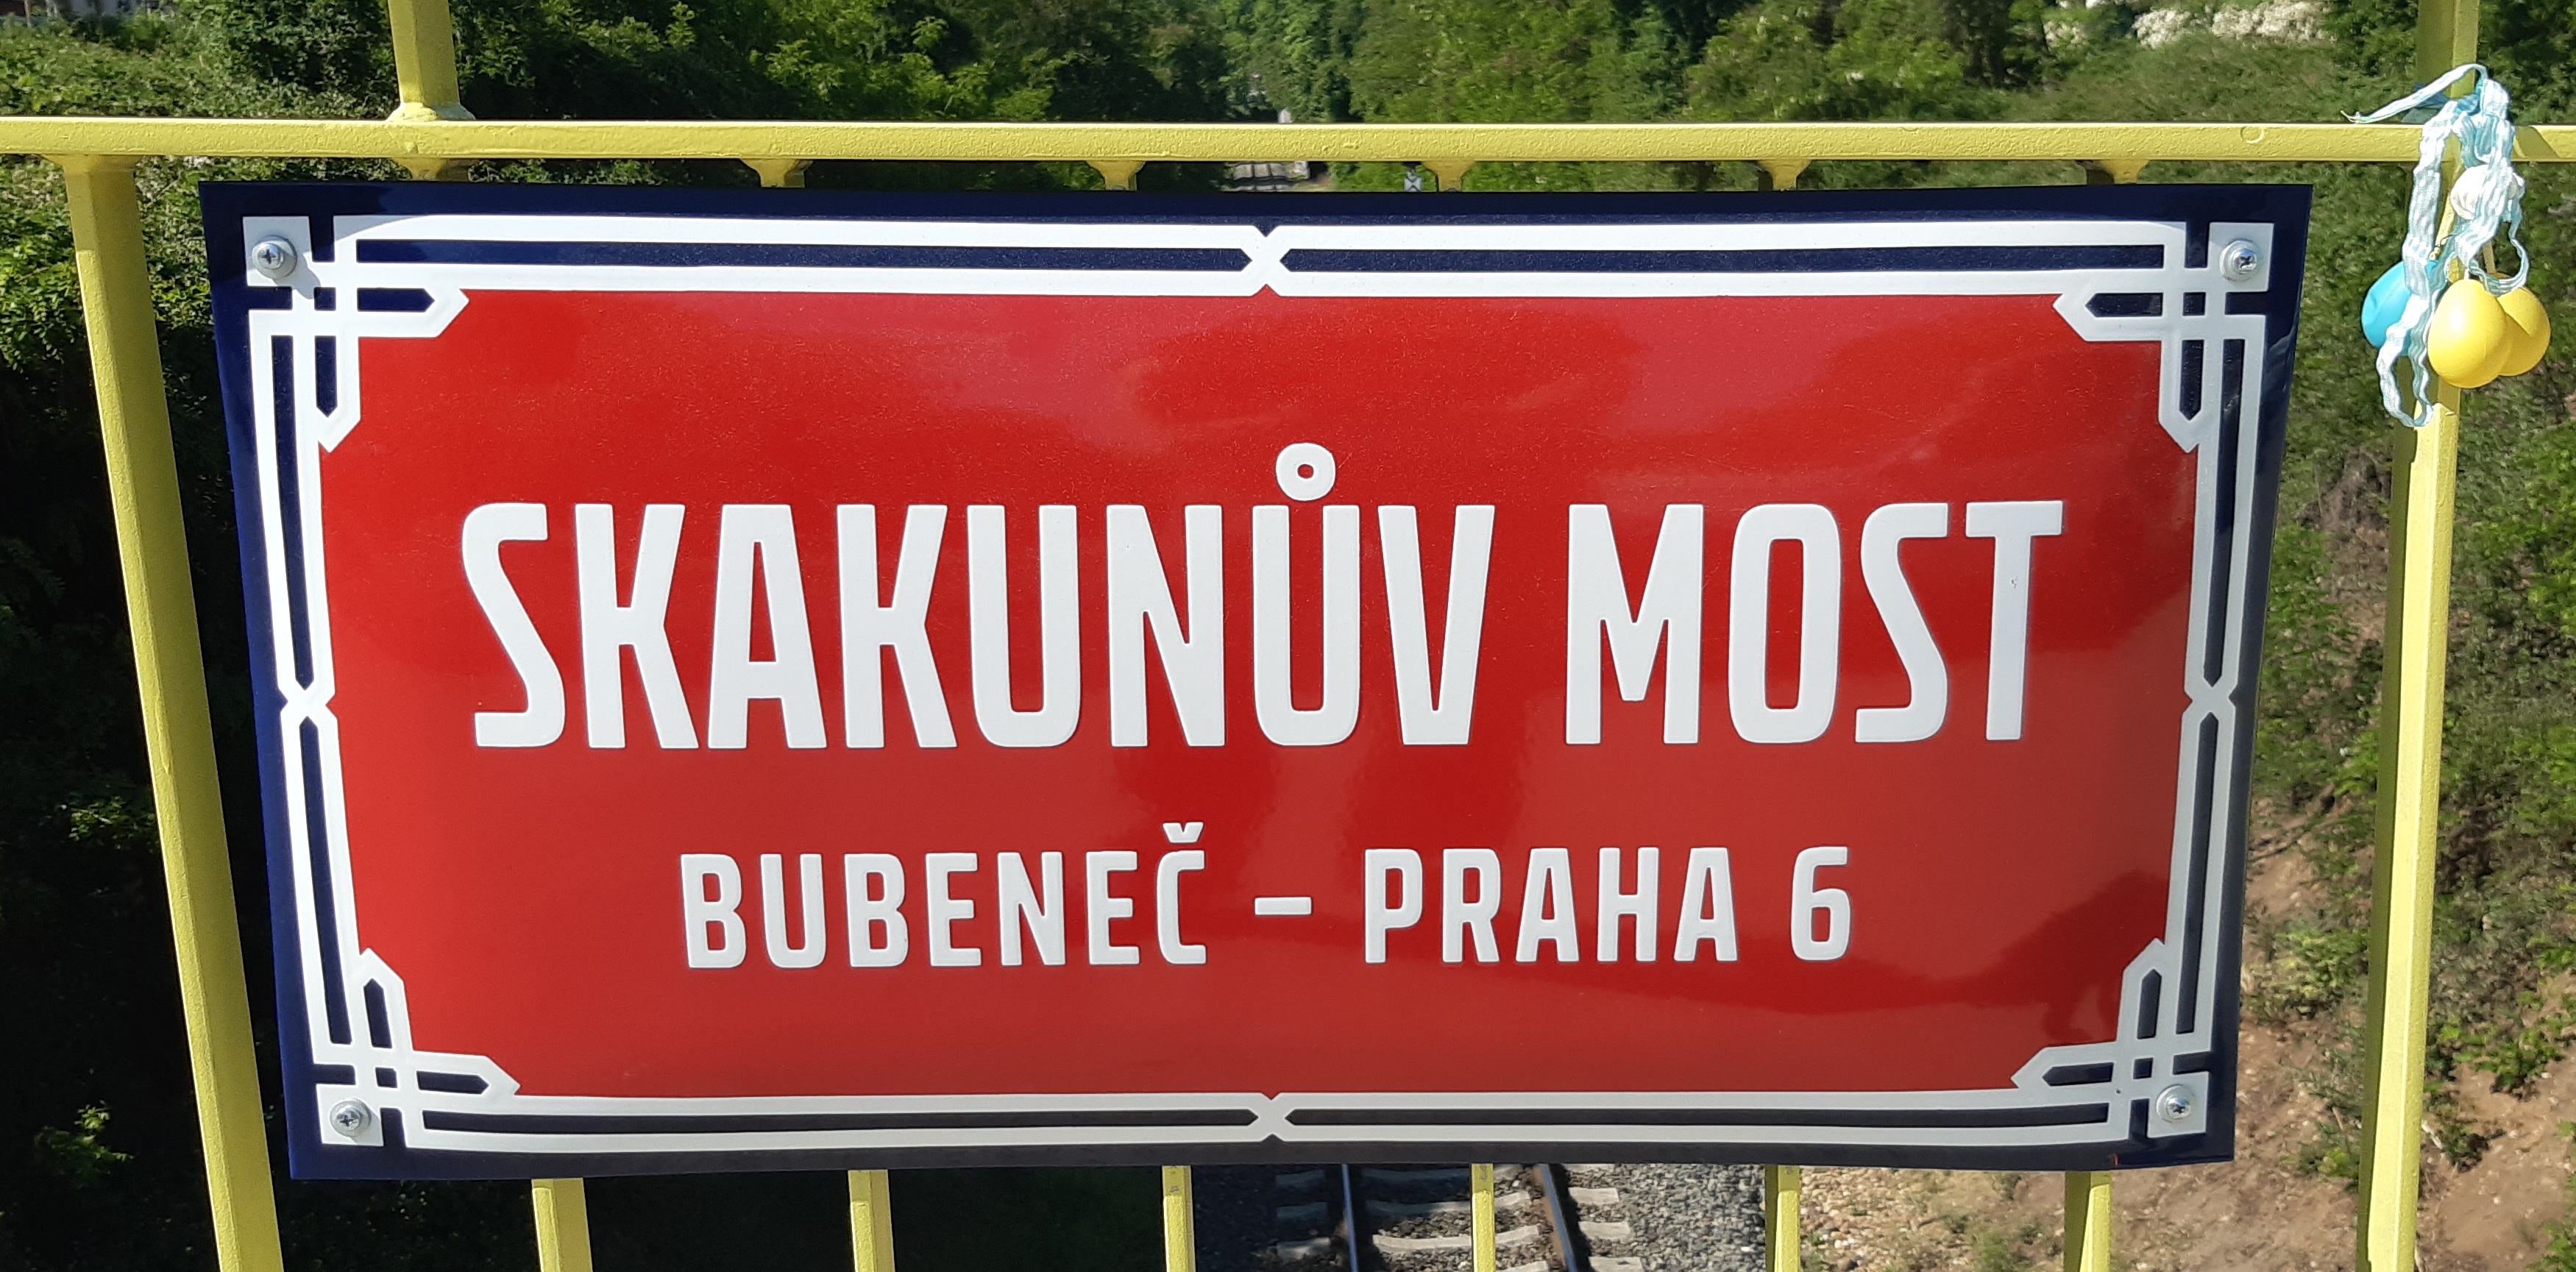 SKAKUNŮV MOST
BUBENEČ – PRAHA 6